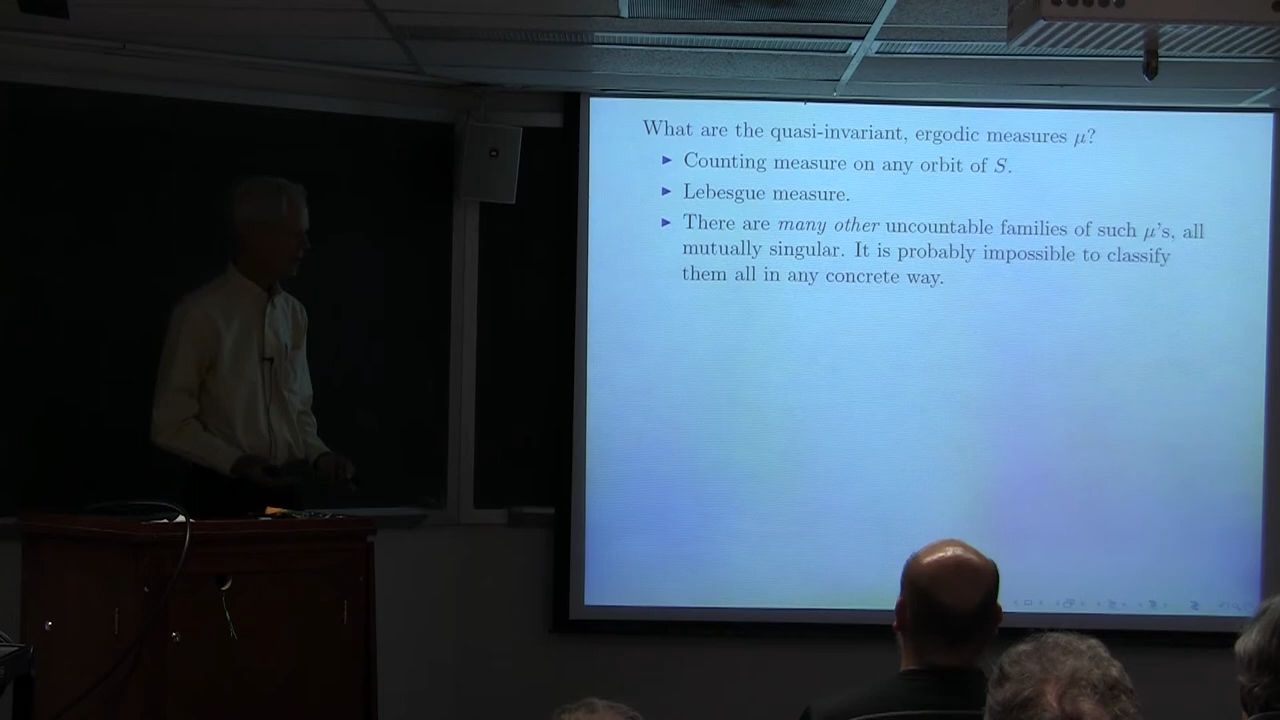 What are the quasi-invariant, ergodic measures μ?
▶ Counting measure on any orbit of S.
▶ Lebesgue measure.
▶ There are many other uncountable families of such μ's, all
mutually singular. It is probably impossible to classify
them all in any concrete way.